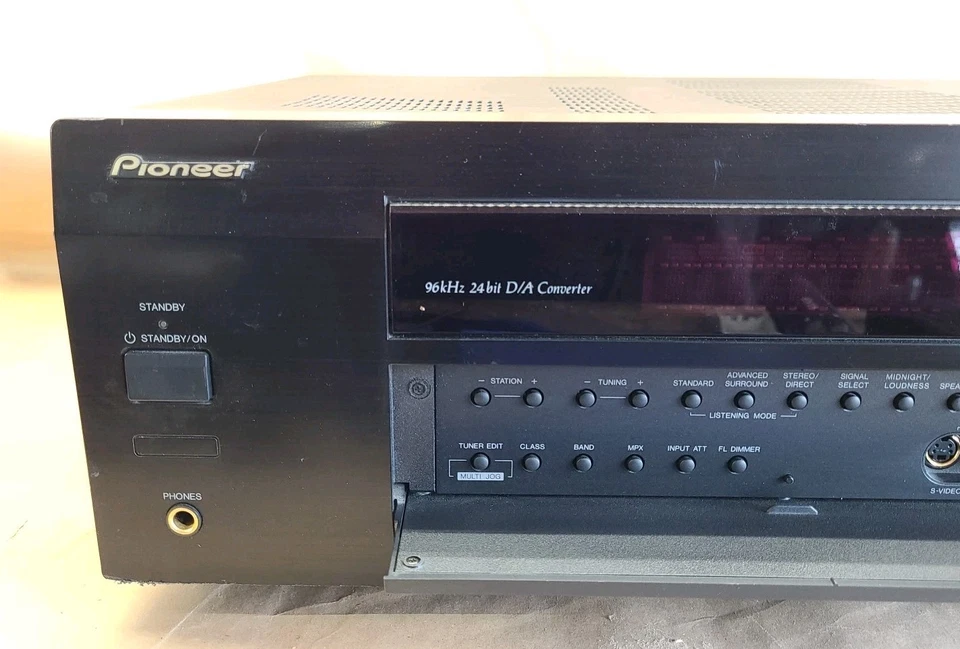 Pioneer
96kHz 24bit D/A Converter
STANDBY
STANDBY/ON
PHONES
− STATION +
− TUNING +
STANDARD
ADVANCED
SURROUND
STEREO/
DIRECT
LISTENING MODE
SIGNAL
SELECT
MIDNIGHT/
LOUDNESS
SPEA
TUNER EDIT
MULTI JOG
CLASS
BAND
MPX
INPUT ATT
FL DIMMER
S-VIDEO